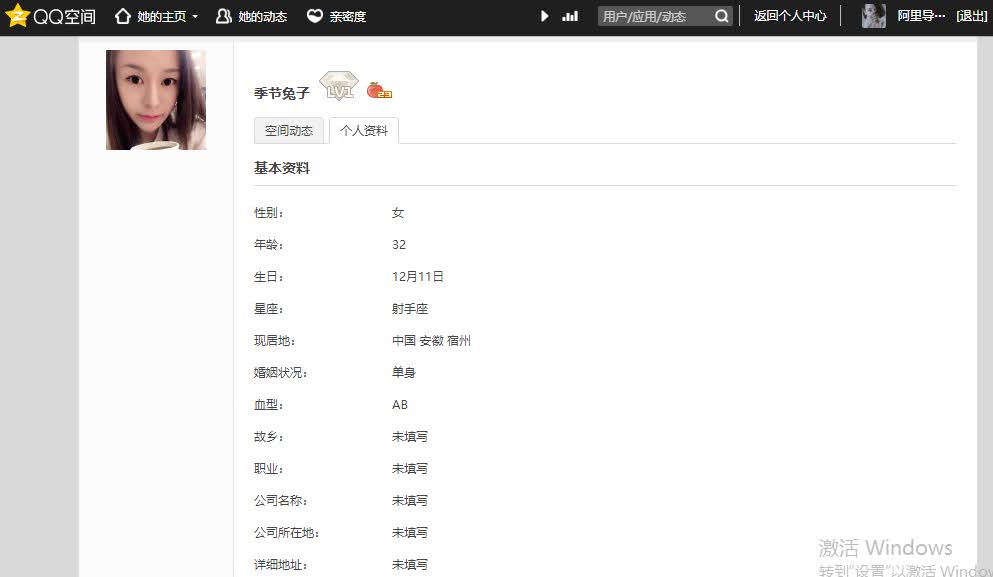 QQ空间 她的主页 她的动态 亲密度 用户/应用/动态 返回个人中心 阿里导··· [退出]
季节兔子 LV1
空间动态 个人资料
基本资料
性别： 女
年龄： 32
生日： 12月11日
星座： 射手座
现居地： 中国 安徽 宿州
婚姻状况： 单身
血型： AB
故乡： 未填写
职业： 未填写
公司名称： 未填写
公司所在地： 未填写
详细地址： 未填写
激活 Windows
转到"设置"以激活 Windov